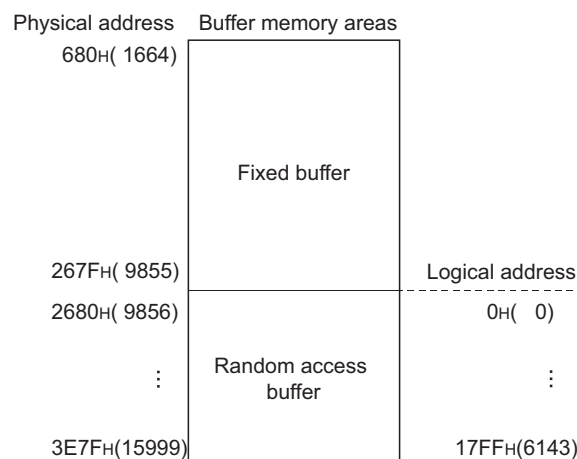 Physical address Buffer memory areas
680H( 1664)
Fixed buffer
267FH( 9855) Logical address
2680H( 9856) 0H( 0)
⋮ Random access buffer ⋮
3E7FH(15999) 17FFH(6143)